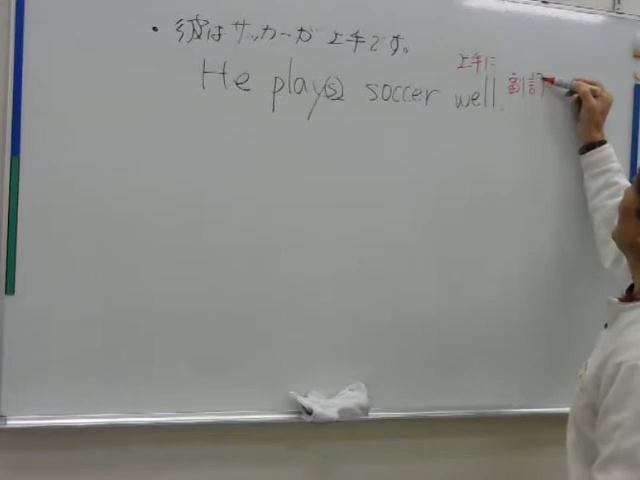 ・彼はサッカーが上手です。
上手に
He play(s) soccer well. 副詞